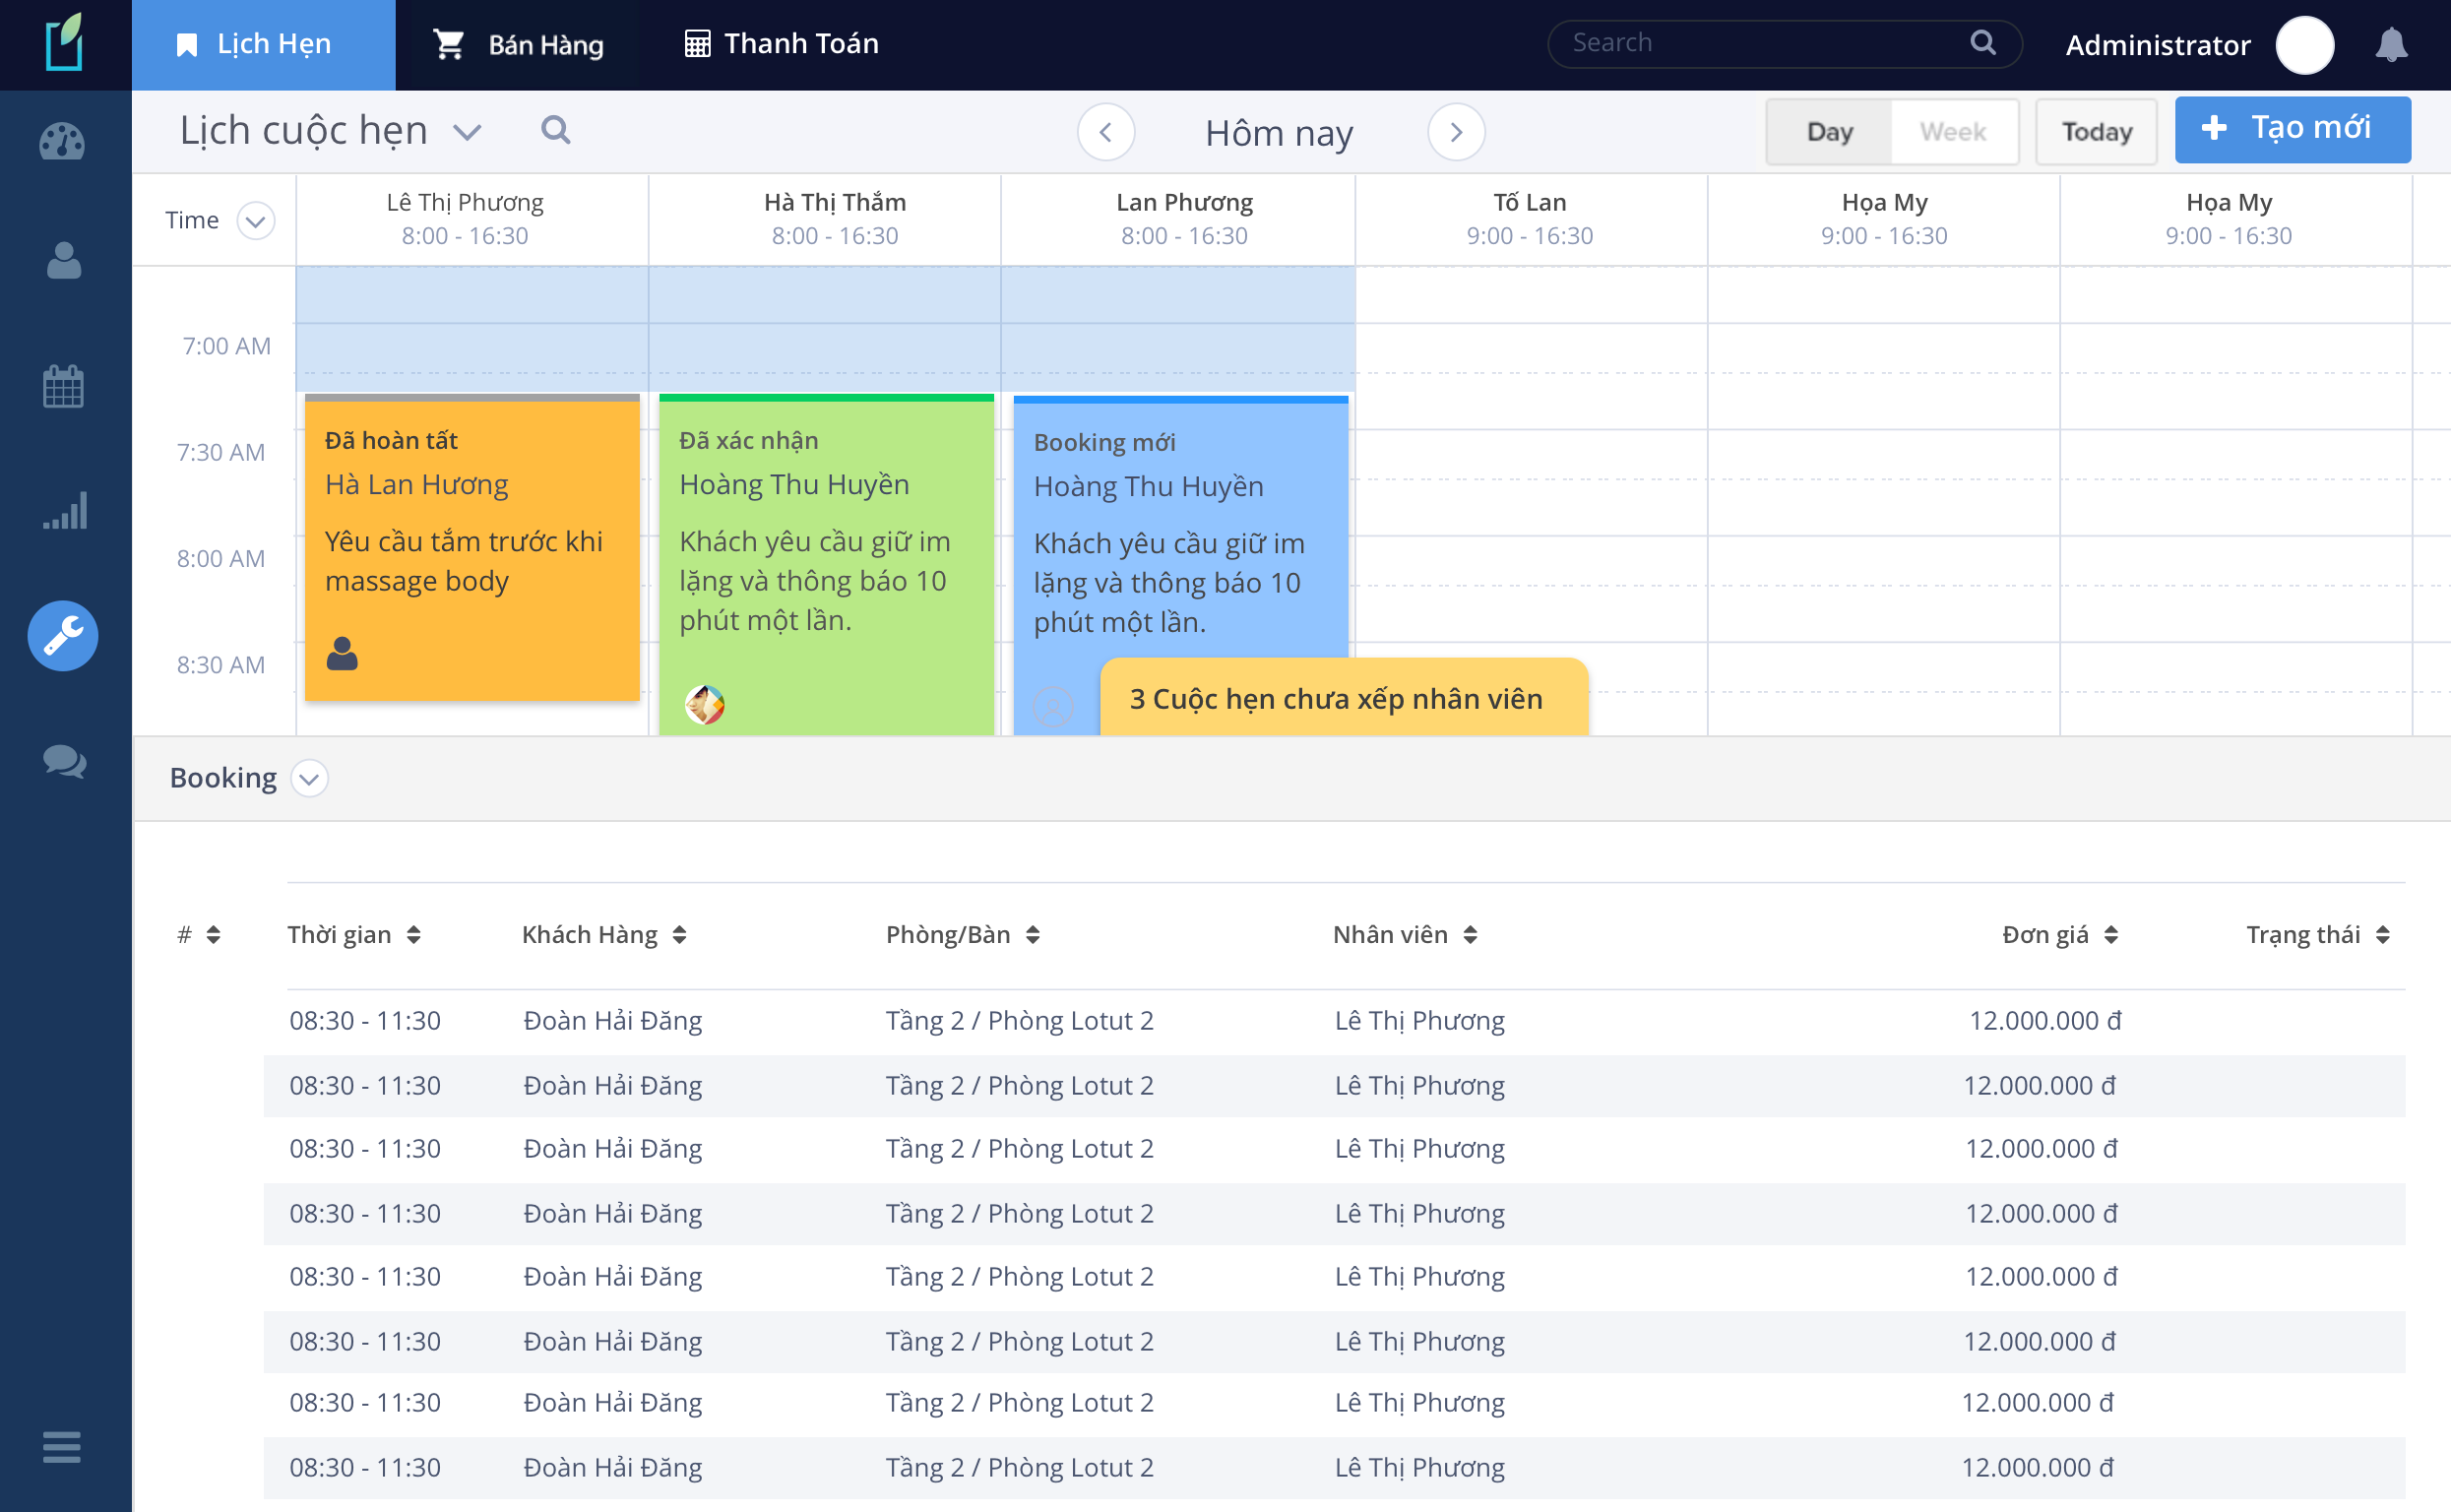 Lịch Hẹn
Bán Hàng
Thanh Toán
Search
Administrator
Lịch cuộc hẹn
Hôm nay
Day
Week
Today
Tạo mới
Time
Lê Thị Phương
8:00 - 16:30
Hà Thị Thắm
8:00 - 16:30
Lan Phương
8:00 - 16:30
Tố Lan
9:00 - 16:30
Họa My
9:00 - 16:30
Họa My
9:00 - 16:30
7:00 AM
7:30 AM
8:00 AM
8:30 AM
Đã hoàn tất
Hà Lan Hương
Yêu cầu tắm trước khi
massage body
Đã xác nhận
Hoàng Thu Huyền
Khách yêu cầu giữ im
lặng và thông báo 10
phút một lần.
Booking mới
Hoàng Thu Huyền
Khách yêu cầu giữ im
lặng và thông báo 10
phút một lần.
3 Cuộc hẹn chưa xếp nhân viên
Booking
# Thời gian Khách Hàng Phòng/Bàn Nhân viên Đơn giá Trạng thái
08:30 - 11:30 Đoàn Hải Đăng Tầng 2 / Phòng Lotut 2 Lê Thị Phương 12.000.000 đ
08:30 - 11:30 Đoàn Hải Đăng Tầng 2 / Phòng Lotut 2 Lê Thị Phương 12.000.000 đ
08:30 - 11:30 Đoàn Hải Đăng Tầng 2 / Phòng Lotut 2 Lê Thị Phương 12.000.000 đ
08:30 - 11:30 Đoàn Hải Đăng Tầng 2 / Phòng Lotut 2 Lê Thị Phương 12.000.000 đ
08:30 - 11:30 Đoàn Hải Đăng Tầng 2 / Phòng Lotut 2 Lê Thị Phương 12.000.000 đ
08:30 - 11:30 Đoàn Hải Đăng Tầng 2 / Phòng Lotut 2 Lê Thị Phương 12.000.000 đ
08:30 - 11:30 Đoàn Hải Đăng Tầng 2 / Phòng Lotut 2 Lê Thị Phương 12.000.000 đ
08:30 - 11:30 Đoàn Hải Đăng Tầng 2 / Phòng Lotut 2 Lê Thị Phương 12.000.000 đ